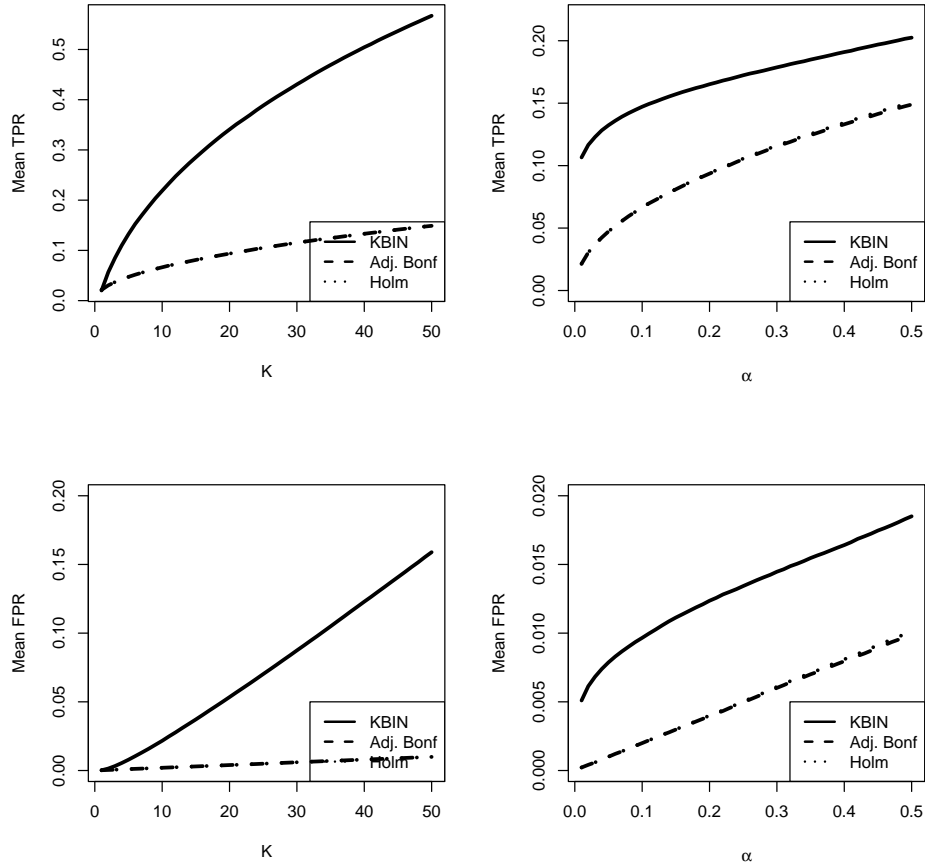 Mean TPR
0.0
0.1
0.2
0.3
0.4
0.5
0
10
20
30
40
50
K
KBIN
Adj. Bonf
Holm
Mean TPR
0.00
0.05
0.10
0.15
0.20
0.0
0.1
0.2
0.3
0.4
0.5
α
KBIN
Adj. Bonf
Holm
Mean FPR
0.00
0.05
0.10
0.15
0.20
0
10
20
30
40
50
K
KBIN
Adj. Bonf
Holm
Mean FPR
0.000
0.005
0.010
0.015
0.020
0.0
0.1
0.2
0.3
0.4
0.5
α
KBIN
Adj. Bonf
Holm